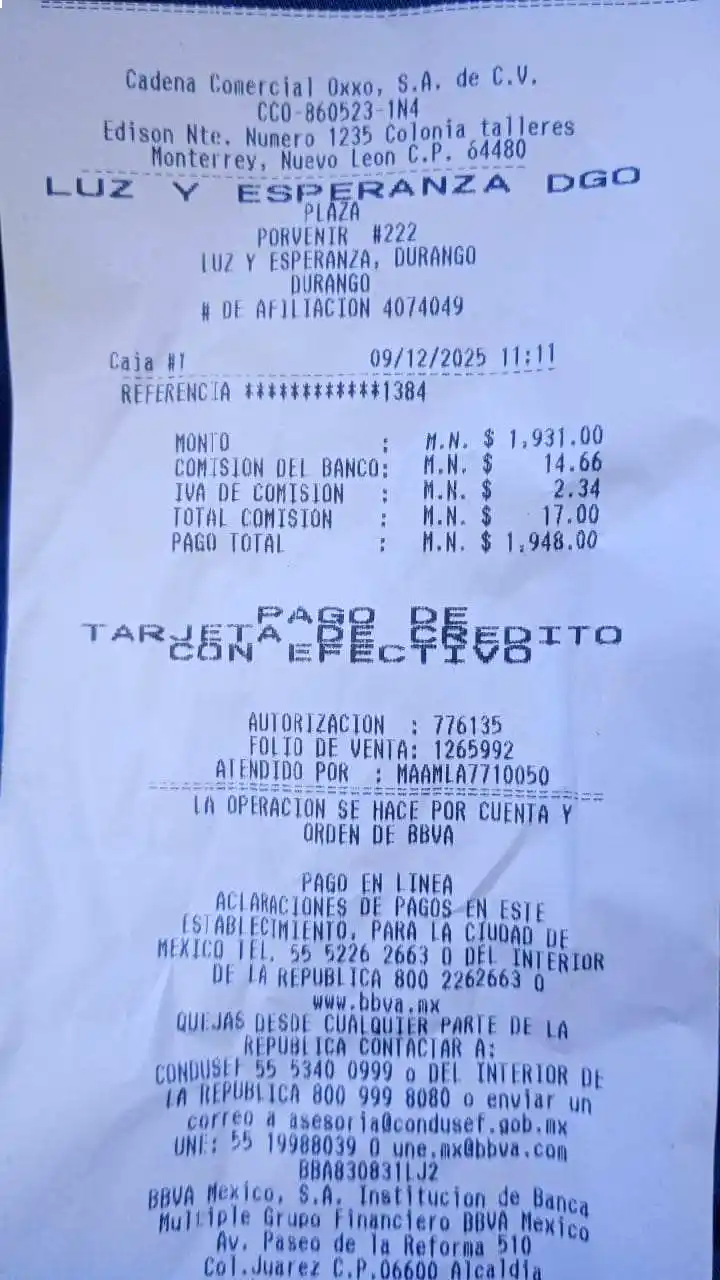 Cadena Comercial Oxxo, S.A. de C.V.
CCO-860523-1N4
Edison Nte. Numero 1235 Colonia talleres
Monterrey, Nuevo Leon C.P. 64480
LUZ Y ESPERANZA DGO
PLAZA
PORVENIR #222
LUZ Y ESPERANZA, DURANGO
DURANGO
# DE AFILIACION 4074049
Caja #1 09/12/2025 11:11
REFERENCIA ************1384
MONTO : M.N. $ 1,931.00
COMISION DEL BANCO: M.N. $ 14.66
IVA DE COMISION : M.N. $ 2.34
TOTAL COMISION : M.N. $ 17.00
PAGO TOTAL : M.N. $ 1,948.00
PAGO DE
TARJETA DE CREDITO
CON EFECTIVO
AUTORIZACION : 776135
FOLIO DE VENTA: 1265992
ATENDIDO POR : MAAMLA7710050
LA OPERACION SE HACE POR CUENTA Y
ORDEN DE BBVA
PAGO EN LINEA
ACLARACIONES DE PAGOS EN ESTE
ESTABLECIMIENTO, PARA LA CIUDAD DE
MEXICO TEL. 55 5226 2663 O DEL INTERIOR
DE LA REPUBLICA 800 2262663 O
www.bbva.mx
QUEJAS DESDE CUALQUIER PARTE DE LA
REPUBLICA CONTACTAR A:
CONDUSEF 55 5340 0999 o DEL INTERIOR DE
LA REPUBLICA 800 999 8080 o enviar un
correo a asesoria@condusef.gob.mx
UNE: 55 19988039 O une.mx@bbva.com
BBA830831LJ2
BBVA Mexico, S.A. Institucion de Banca
Multiple Grupo Financiero BBVA Mexico
Av. Paseo de la Reforma 510
Col.Juarez C.P.06600 Alcaldia